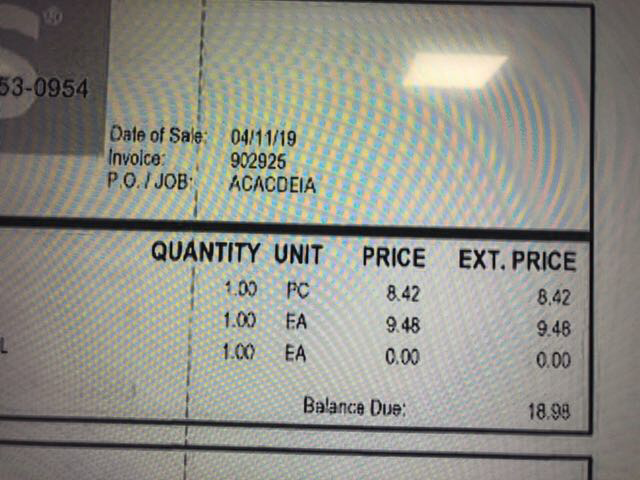 S®
53-0954
Date of Sale: 04/11/19
Invoice: 902925
P.O. / JOB: ACACDEIA
QUANTITY UNIT PRICE EXT. PRICE
1.00 PC 8.42 8.42
1.00 EA 9.48 9.48
L 1.00 EA 0.00 0.00
Balance Due: 18.98